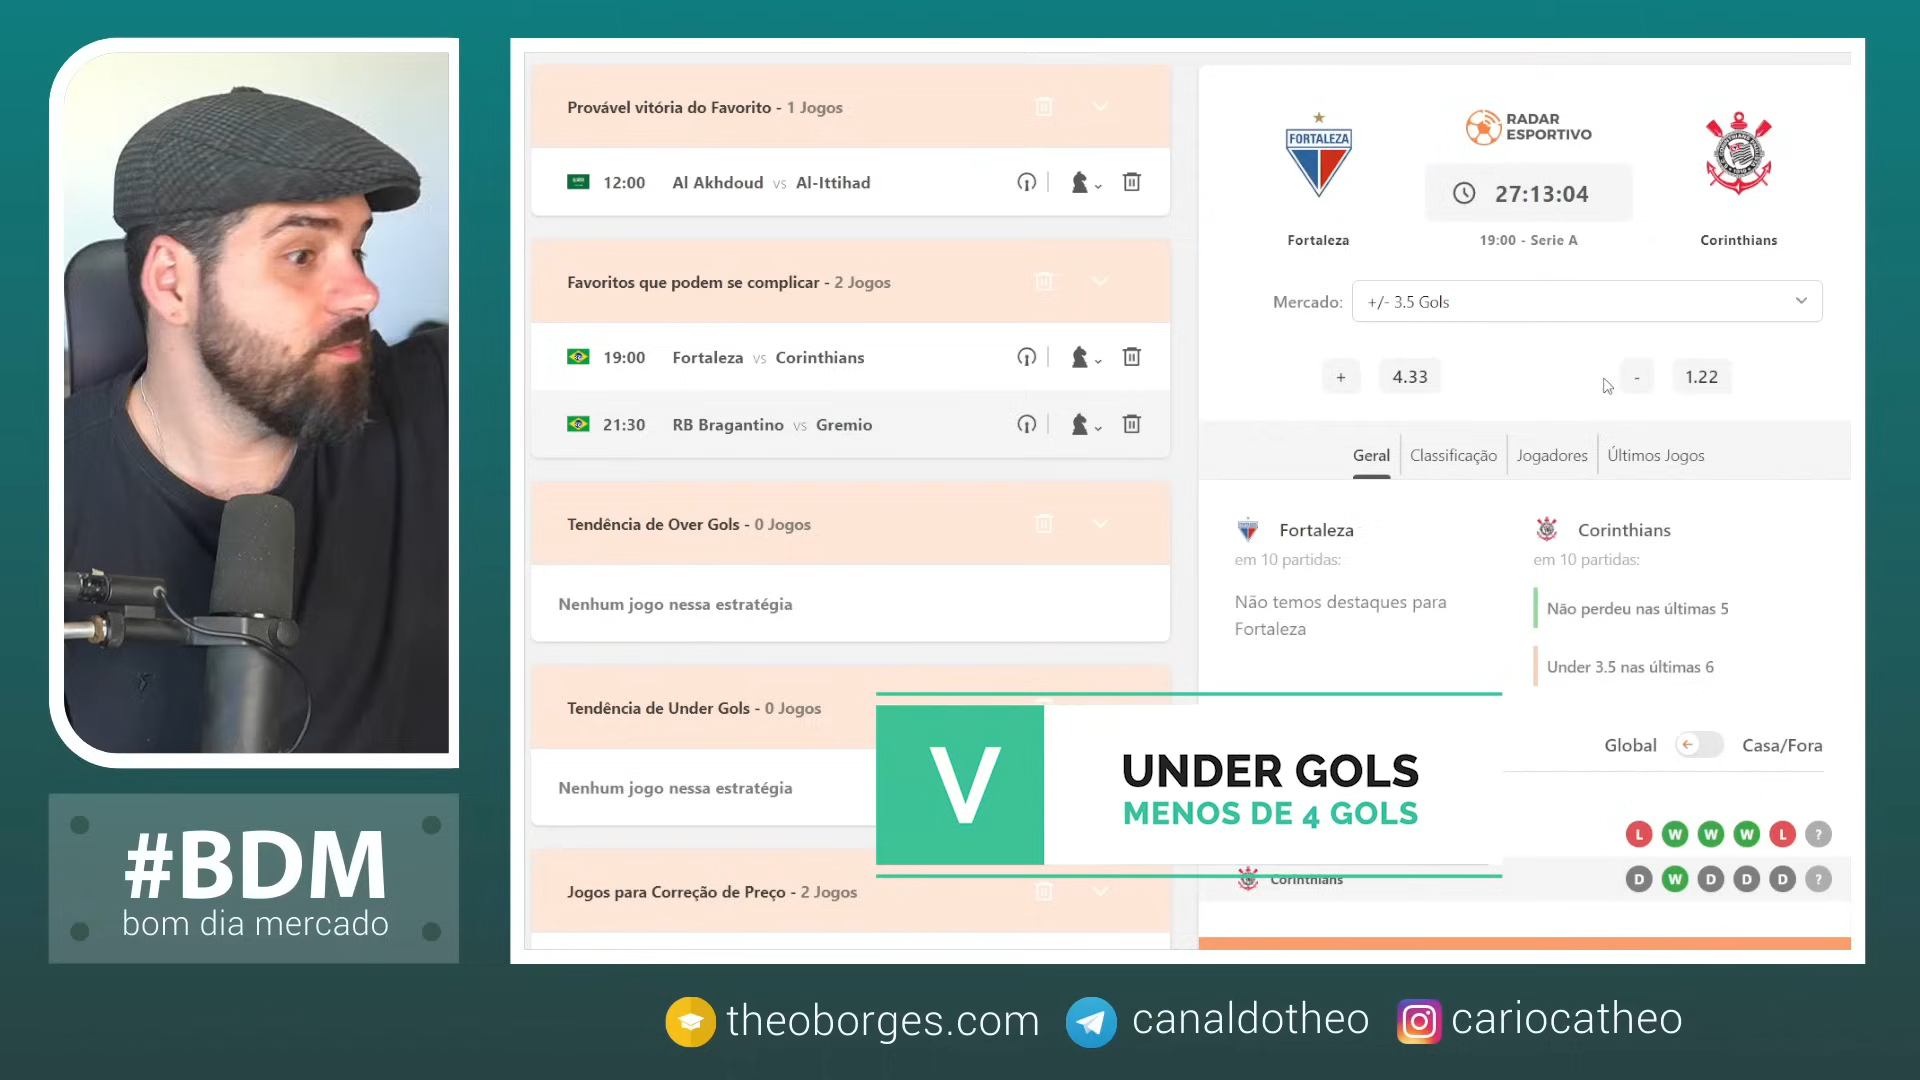 Provável vitória do Favorito - 1 Jogos
12:00 Al Akhdoud vs Al-Ittihad
Favoritos que podem se complicar - 2 Jogos
19:00 Fortaleza vs Corinthians
21:30 RB Bragantino vs Gremio
Tendência de Over Gols - 0 Jogos
Nenhum jogo nessa estratégia
Tendência de Under Gols - 0 Jogos
Nenhum jogo nessa estratégia
Jogos para Correção de Preço - 2 Jogos
FORTALEZA
RADAR
ESPORTIVO
27:13:04
Fortaleza
19:00 - Serie A
Corinthians
Mercado: +/- 3.5 Gols
+ 4.33 - 1.22
Geral Classificação Jogadores Últimos Jogos
Fortaleza
em 10 partidas:
Não temos destaques para
Fortaleza
Corinthians
em 10 partidas:
Não perdeu nas últimas 5
Under 3.5 nas últimas 6
Global Casa/Fora
L W W W L ?
Corinthians D W D D D ?
V
UNDER GOLS
MENOS DE 4 GOLS
#BDM
bom dia mercado
theoborges.com canaldotheo cariocatheo